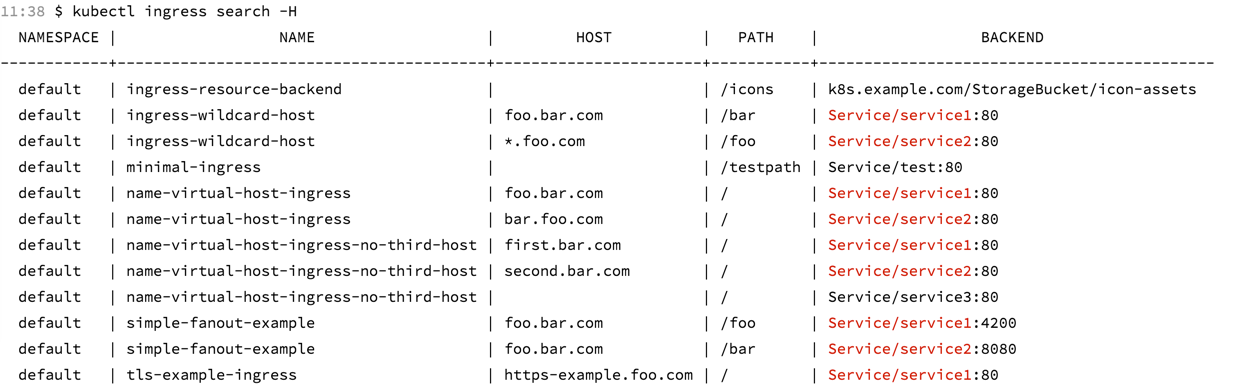 11:38 $ kubectl ingress search -H
  NAMESPACE |                  NAME                   |         HOST          |   PATH    |                  BACKEND
------------+-----------------------------------------+-----------------------+-----------+--------------------------------------------
  default   | ingress-resource-backend                |                       | /icons    | k8s.example.com/StorageBucket/icon-assets
  default   | ingress-wildcard-host                   | foo.bar.com           | /bar      | Service/service1:80
  default   | ingress-wildcard-host                   | *.foo.com             | /foo      | Service/service2:80
  default   | minimal-ingress                         |                       | /testpath | Service/test:80
  default   | name-virtual-host-ingress               | foo.bar.com           | /         | Service/service1:80
  default   | name-virtual-host-ingress               | bar.foo.com           | /         | Service/service2:80
  default   | name-virtual-host-ingress-no-third-host | first.bar.com         | /         | Service/service1:80
  default   | name-virtual-host-ingress-no-third-host | second.bar.com        | /         | Service/service2:80
  default   | name-virtual-host-ingress-no-third-host |                       | /         | Service/service3:80
  default   | simple-fanout-example                   | foo.bar.com           | /foo      | Service/service1:4200
  default   | simple-fanout-example                   | foo.bar.com           | /bar      | Service/service2:8080
  default   | tls-example-ingress                     | https-example.foo.com | /         | Service/service1:80